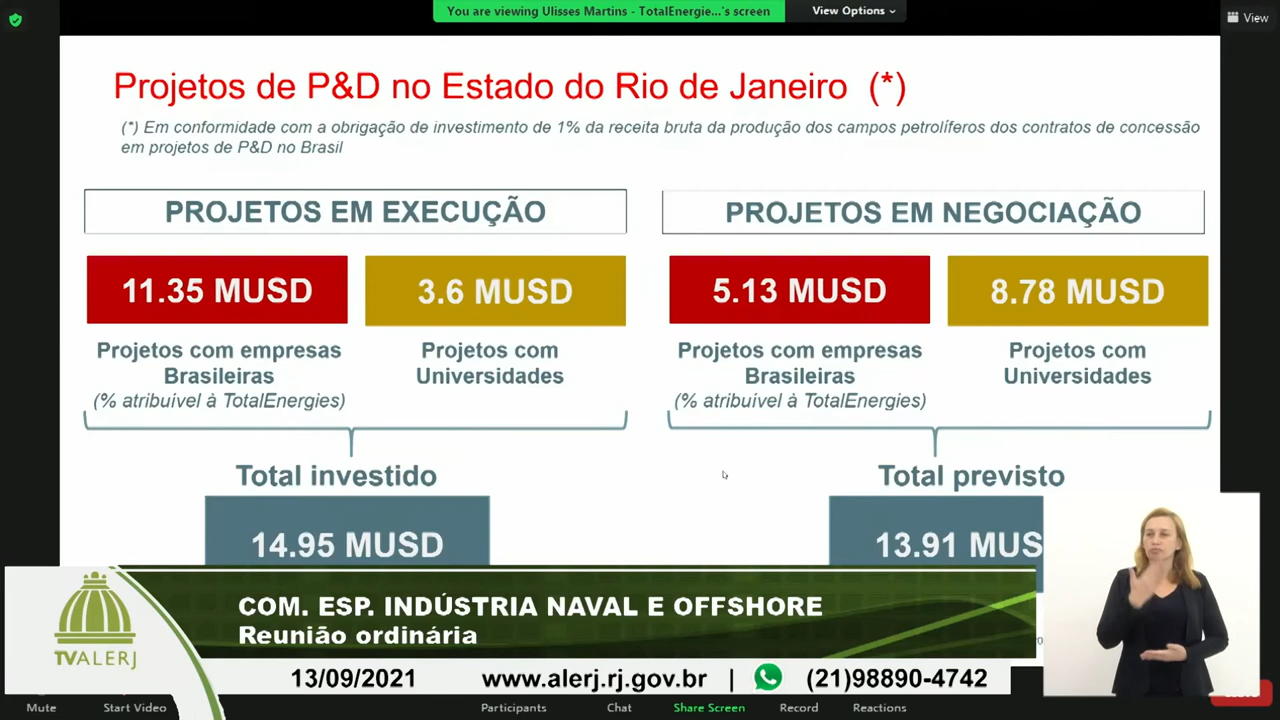 You are viewing Ulisses Martins - TotalEnergie...'s screen
View Options
View
Projetos de P&D no Estado do Rio de Janeiro (*)
(*) Em conformidade com a obrigação de investimento de 1% da receita bruta da produção dos campos petrolíferos dos contratos de concessão
em projetos de P&D no Brasil
PROJETOS EM EXECUÇÃO
PROJETOS EM NEGOCIAÇÃO
11.35 MUSD
3.6 MUSD
5.13 MUSD
8.78 MUSD
Projetos com empresas
Brasileiras
(% atribuível à TotalEnergies)
Projetos com
Universidades
Projetos com empresas
Brasileiras
(% atribuível à TotalEnergies)
Projetos com
Universidades
Total investido
Total previsto
14.95 MUSD
13.91 MUS
COM. ESP. INDÚSTRIA NAVAL E OFFSHORE
Reunião ordinária
TVALERJ
13/09/2021
www.alerj.rj.gov.br | (21)98890-4742
Mute
Start Video
Participants
Chat
Share Screen
Record
Reactions